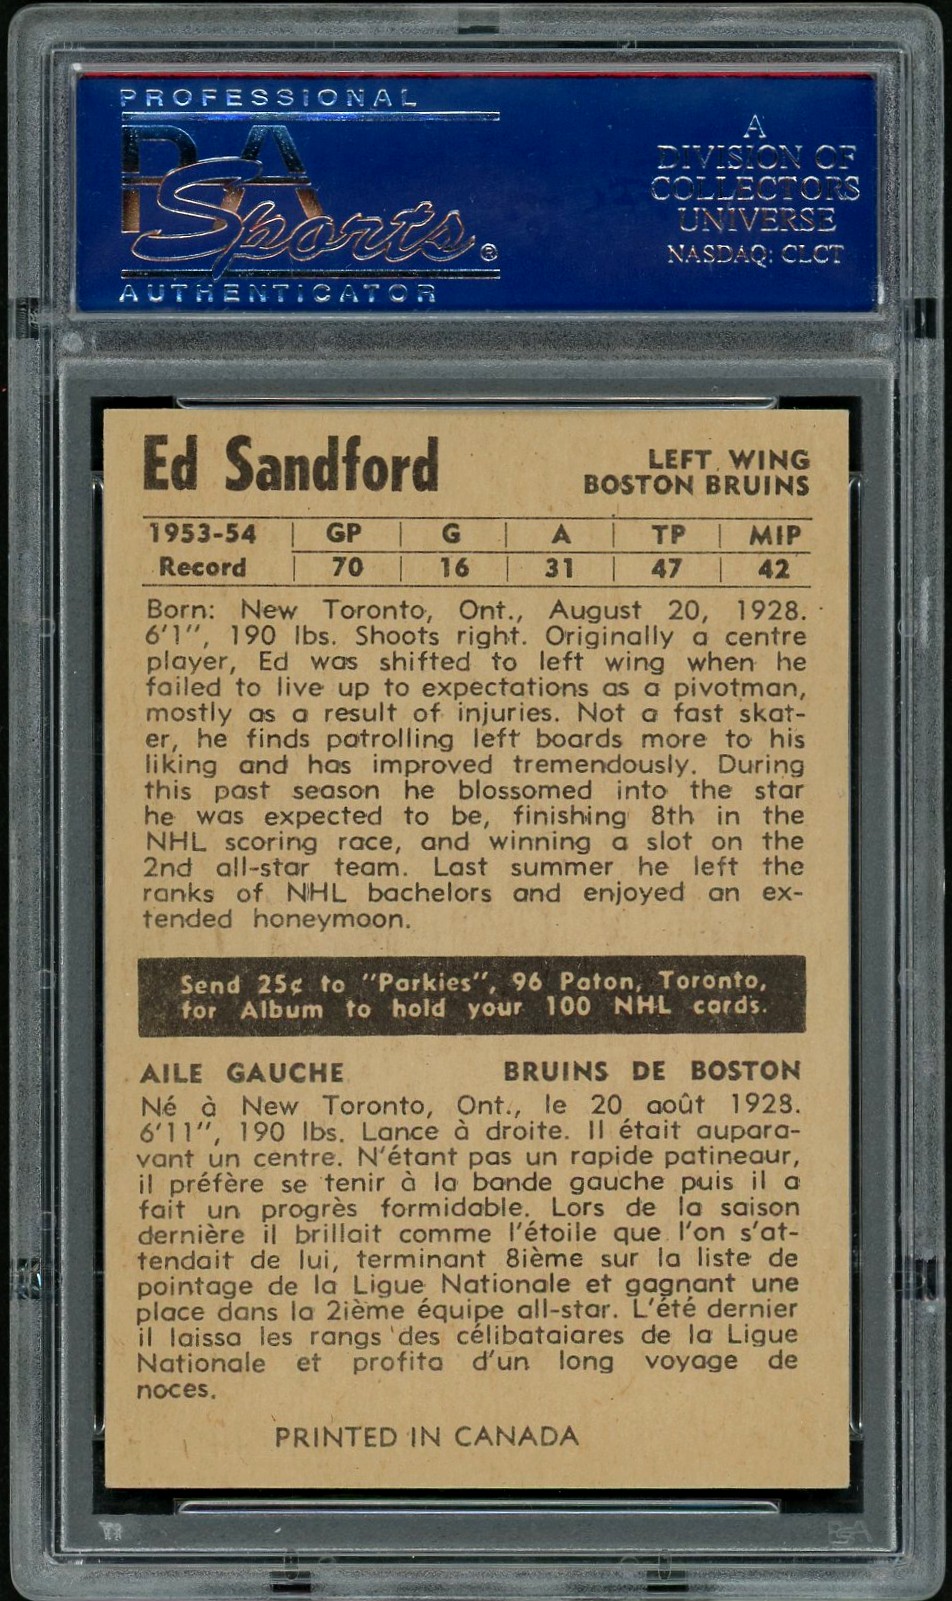 PROFESSIONAL
PSA
Sports®
AUTHENTICATOR
A
DIVISION OF
COLLECTORS
UNIVERSE
NASDAQ: CLCT
Ed Sandford
LEFT WING
BOSTON BRUINS
1953-54 | GP | G | A | TP | MIP
Record | 70 | 16 | 31 | 47 | 42
Born: New Toronto, Ont., August 20, 1928.
6'1", 190 lbs. Shoots right. Originally a centre
player, Ed was shifted to left wing when he
failed to live up to expectations as a pivotman,
mostly as a result of injuries. Not a fast skat-
er, he finds patrolling left boards more to his
liking and has improved tremendously. During
this past season he blossomed into the star
he was expected to be, finishing 8th in the
NHL scoring race, and winning a slot on the
2nd all-star team. Last summer he left the
ranks of NHL bachelors and enjoyed an ex-
tended honeymoon.
Send 25¢ to "Parkies", 96 Paton, Toronto,
for Album to hold your 100 NHL cards.
AILE GAUCHE BRUINS DE BOSTON
Né à New Toronto, Ont., le 20 août 1928.
6'11", 190 lbs. Lance à droite. Il était aupara-
vant un centre. N'étant pas un rapide patineaur,
il préfère se tenir à la bande gauche puis il a
fait un progrès formidable. Lors de la saison
dernière il brillait comme l'étoile que l'on s'at-
tendait de lui, terminant 8ième sur la liste de
pointage de la Ligue Nationale et gagnant une
place dans la 2ième équipe all-star. L'été dernier
il laissa les rangs des célibataiares de la Ligue
Nationale et profita d'un long voyage de
noces.
PRINTED IN CANADA
PSA